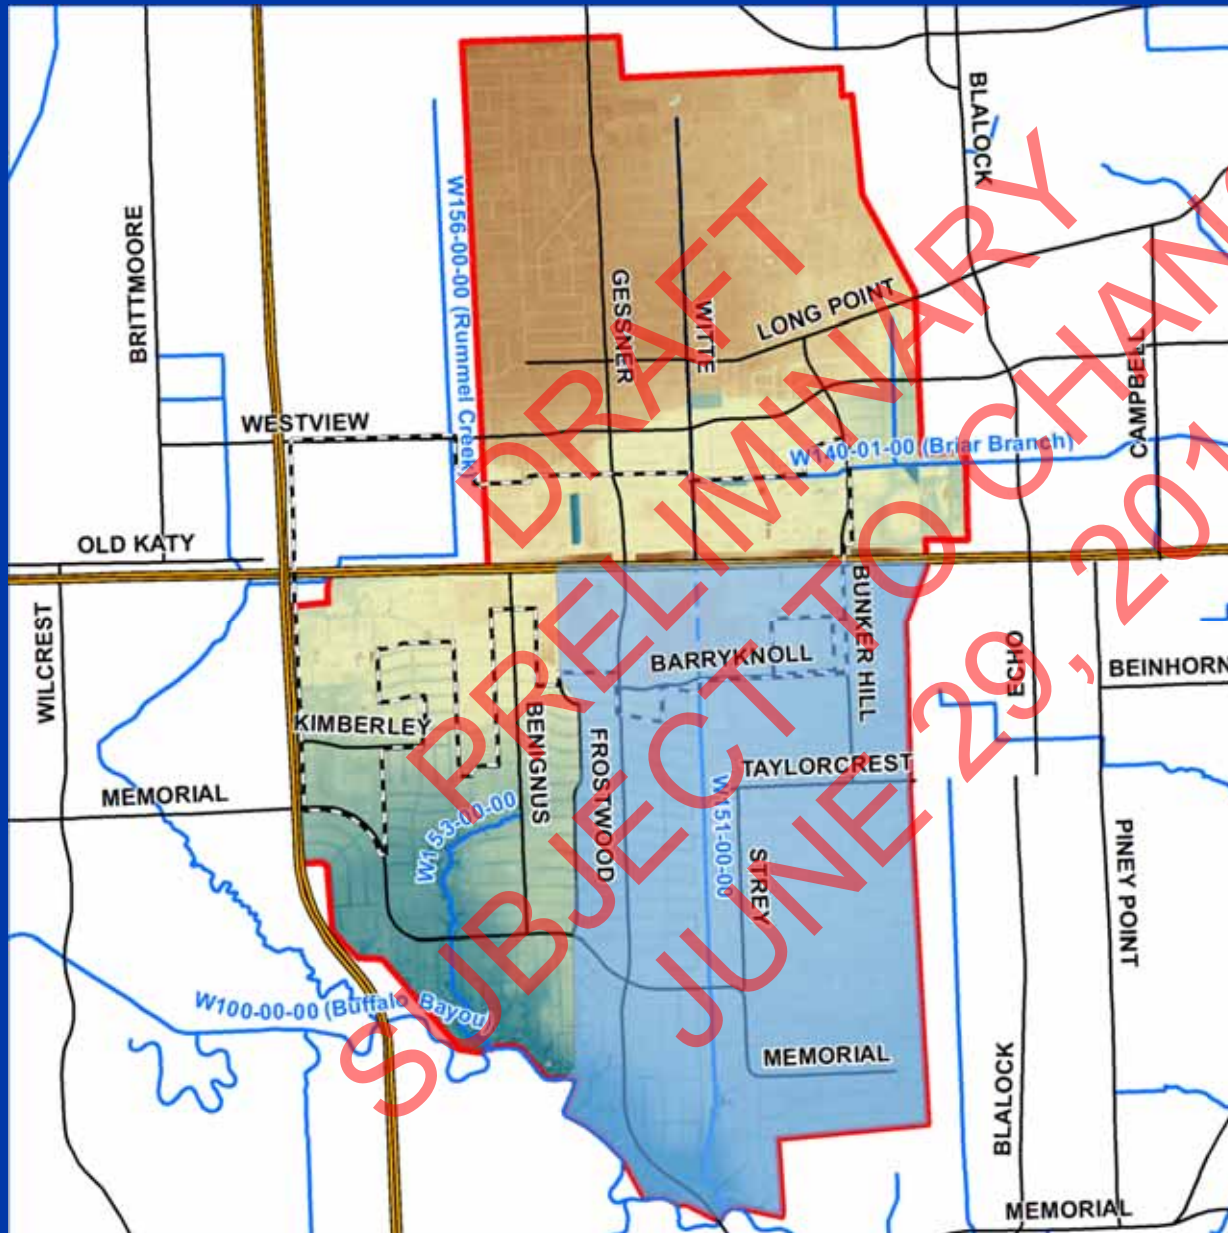 BLALOCK
BRITTMOORE
W156-00-00 (Rummel Creek)
GESSNER
WITTE
LONG POINT
CAMPBELL
WESTVIEW
W140-01-00 (Briar Branch)
OLD KATY
WILCREST
BUNKER HILL
ECHO
BARRYKNOLL
BEINHORN
KIMBERLEY
BENIGNUS
FROSTWOOD
TAYLORCREST
MEMORIAL
W153-00-00
W151-00-00
STREY
PINEY POINT
W100-00-00 (Buffalo Bayou)
MEMORIAL
BLALOCK
MEMORIAL
DRAFT
PRELIMINARY
SUBJECT TO CHANG
JUNE 29, 201